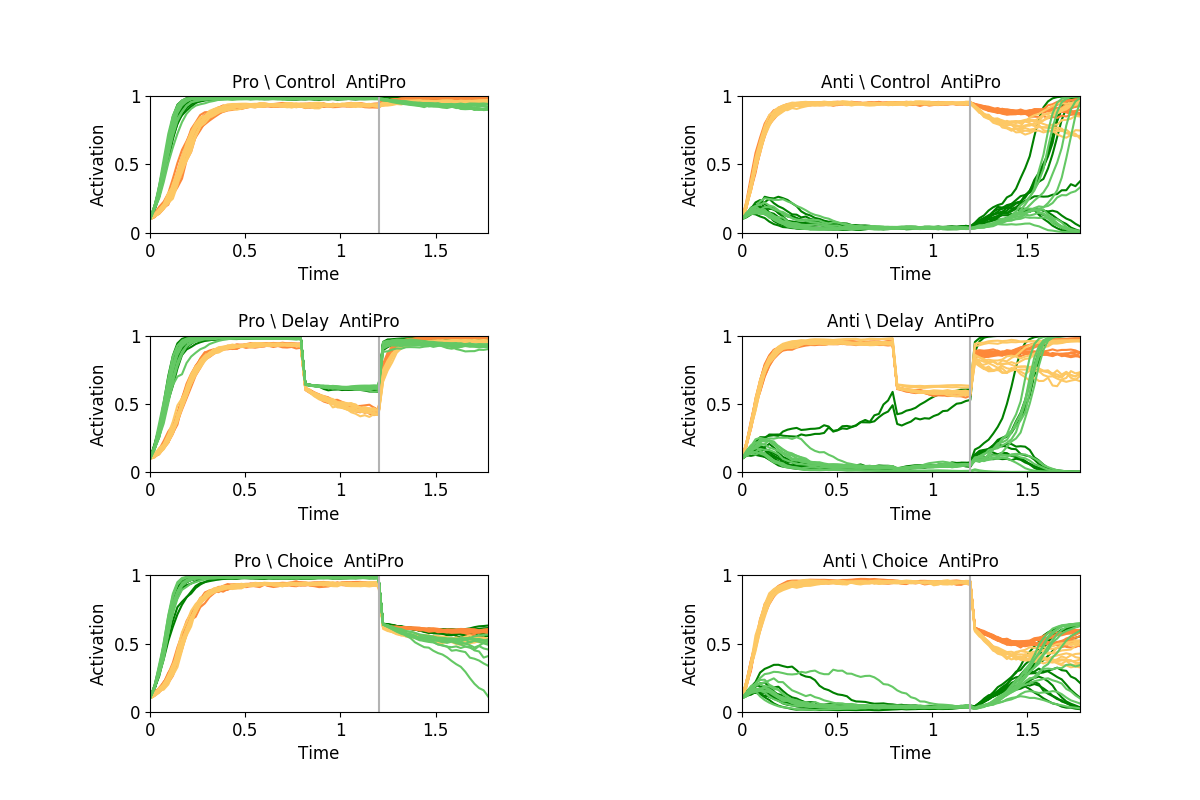 Pro \ Control  AntiPro
1
0.5
0
Activation
0 0.5 1 1.5
Time
Anti \ Control  AntiPro
1
0.5
0
Activation
0 0.5 1 1.5
Time
Pro \ Delay  AntiPro
1
0.5
0
Activation
0 0.5 1 1.5
Time
Anti \ Delay  AntiPro
1
0.5
0
Activation
0 0.5 1 1.5
Time
Pro \ Choice  AntiPro
1
0.5
0
Activation
0 0.5 1 1.5
Time
Anti \ Choice  AntiPro
1
0.5
0
Activation
0 0.5 1 1.5
Time